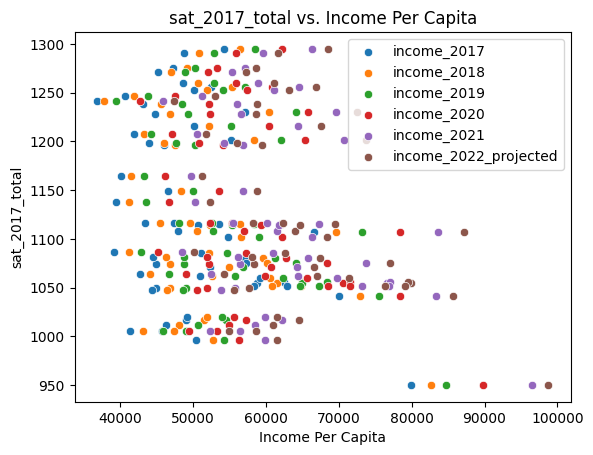 sat_2017_total vs. Income Per Capita
income_2017
income_2018
income_2019
income_2020
income_2021
income_2022_projected
sat_2017_total
1300
1250
1200
1150
1100
1050
1000
950
40000 50000 60000 70000 80000 90000 100000
Income Per Capita